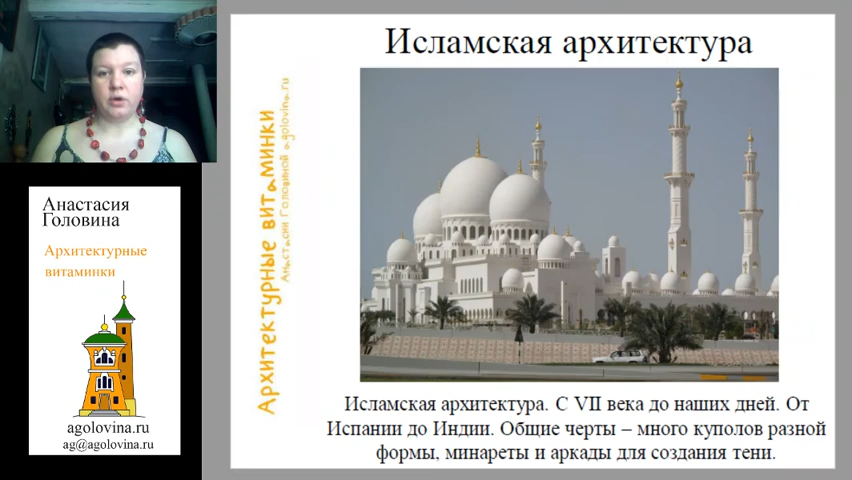 Исламская архитектура
Архитектурные витаминки
Анастасии Головиной agolovina.ru
Анастасия
Головина
Архитектурные
витаминки
agolovina.ru
ag@agolovina.ru
Исламская архитектура. С VII века до наших дней. От
Испании до Индии. Общие черты – много куполов разной
формы, минареты и аркады для создания тени.